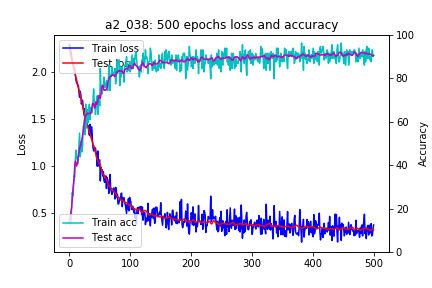 a2_038: 500 epochs loss and accuracy
Train loss
Test loss
Train acc
Test acc
Loss
2.0
1.5
1.0
0.5
Accuracy
100
80
60
40
20
0
0
100
200
300
400
500